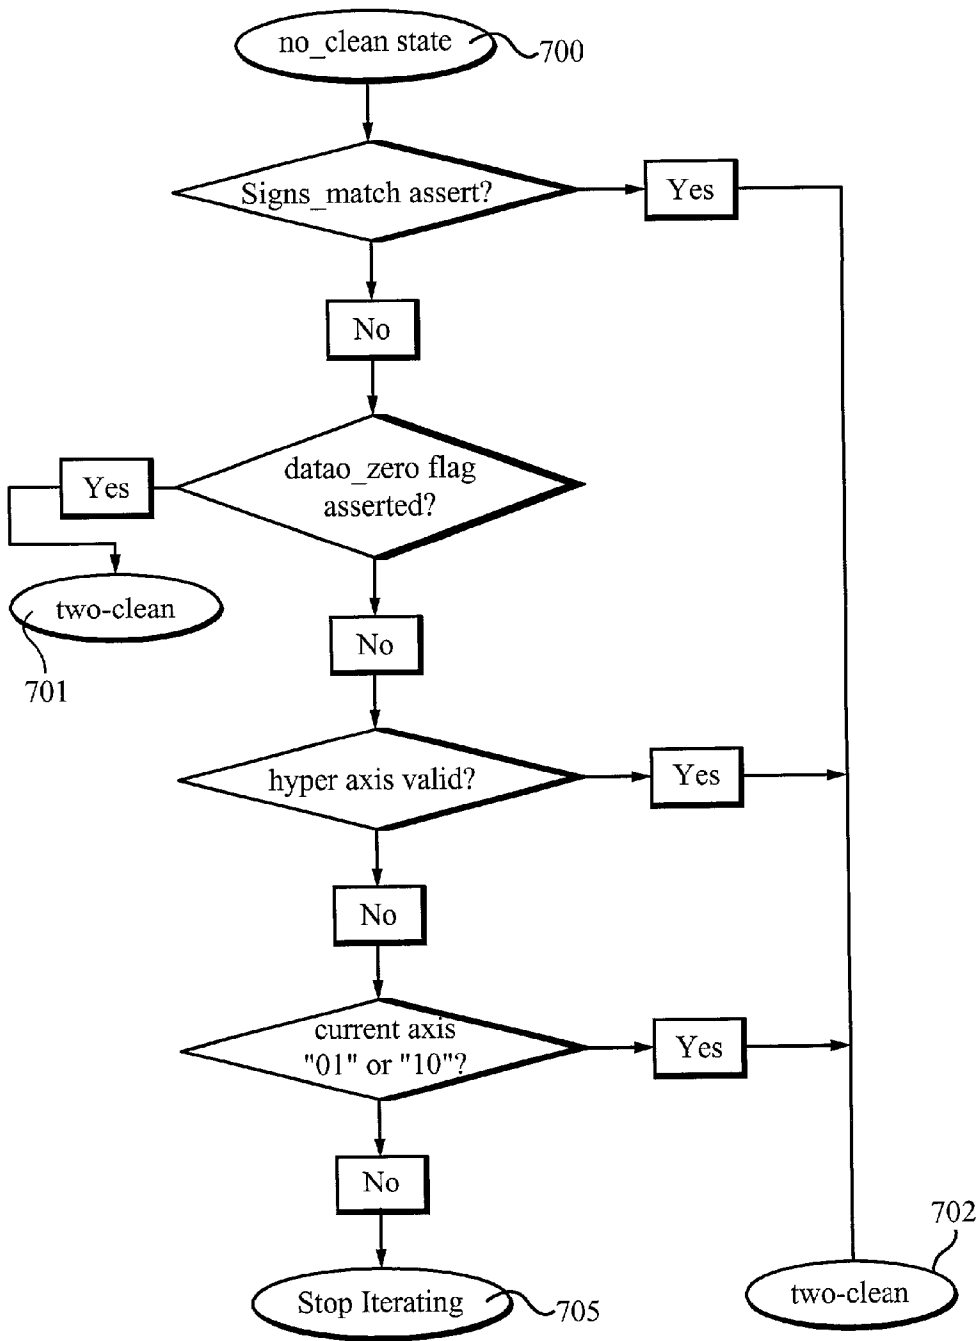 no_clean state
700
Signs_match assert?
Yes
No
datao_zero flag
asserted?
Yes
two-clean
701
No
hyper axis valid?
Yes
No
current axis
"01" or "10"?
Yes
No
702
two-clean
Stop Iterating
705